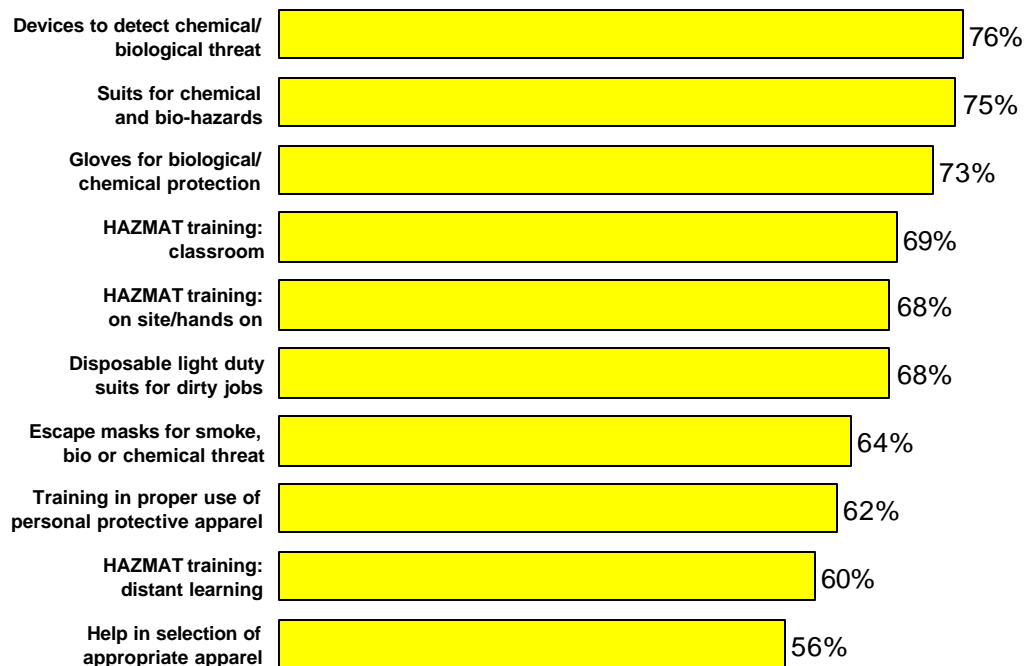 Devices to detect chemical/
biological threat
76%
Suits for chemical
and bio-hazards
75%
Gloves for biological/
chemical protection
73%
HAZMAT training:
classroom
69%
HAZMAT training:
on site/hands on
68%
Disposable light duty
suits for dirty jobs
68%
Escape masks for smoke,
bio or chemical threat
64%
Training in proper use of
personal protective apparel
62%
HAZMAT training:
distant learning
60%
Help in selection of
appropriate apparel
56%